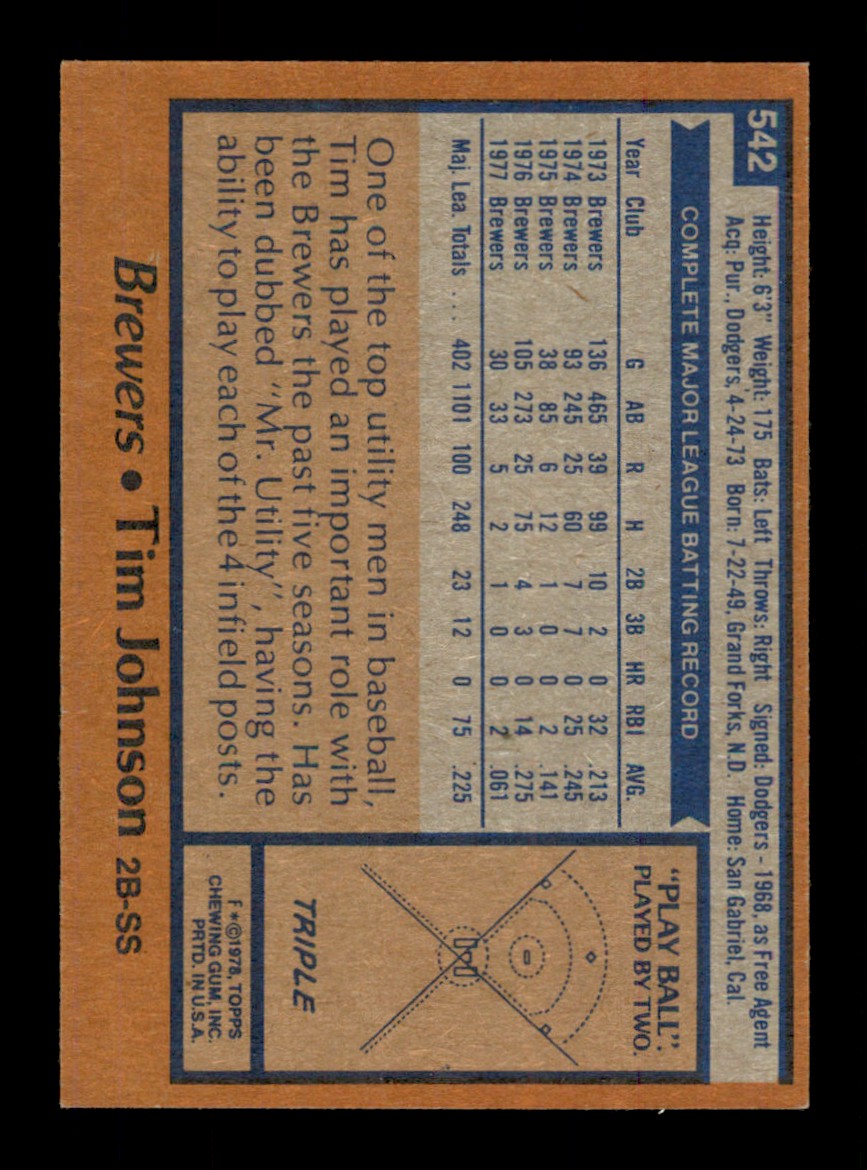 542
Height: 6'3" Weight: 175 Bats: Left Throws: Right Signed: Dodgers - 1968, as Free Agent
Acq: Pur., Dodgers, 4-24-73 Born: 7-22-49, Grand Forks, N.D. Home: San Gabriel, Cal.
COMPLETE MAJOR LEAGUE BATTING RECORD
Year Club G AB R H 2B 3B HR RBI AVG.
1973 Brewers 136 465 39 99 10 2 0 32 .213
1974 Brewers 93 245 25 60 7 7 0 25 .245
1975 Brewers 38 85 6 12 1 0 0 2 .141
1976 Brewers 105 273 25 75 4 3 0 14 .275
1977 Brewers 30 33 5 2 1 0 0 2 .061
Maj. Lea. Totals .... 402 1101 100 248 23 12 0 75 .225
One of the top utility men in baseball,
Tim has played an important role with
the Brewers the past five seasons. Has
been dubbed "Mr. Utility", having the
ability to play each of the 4 infield posts.
"PLAY BALL":
PLAYED BY TWO.
TRIPLE
F*©1978, TOPPS
CHEWING GUM, INC.
PRTD. IN U.S.A.
Brewers • Tim Johnson 2B-SS